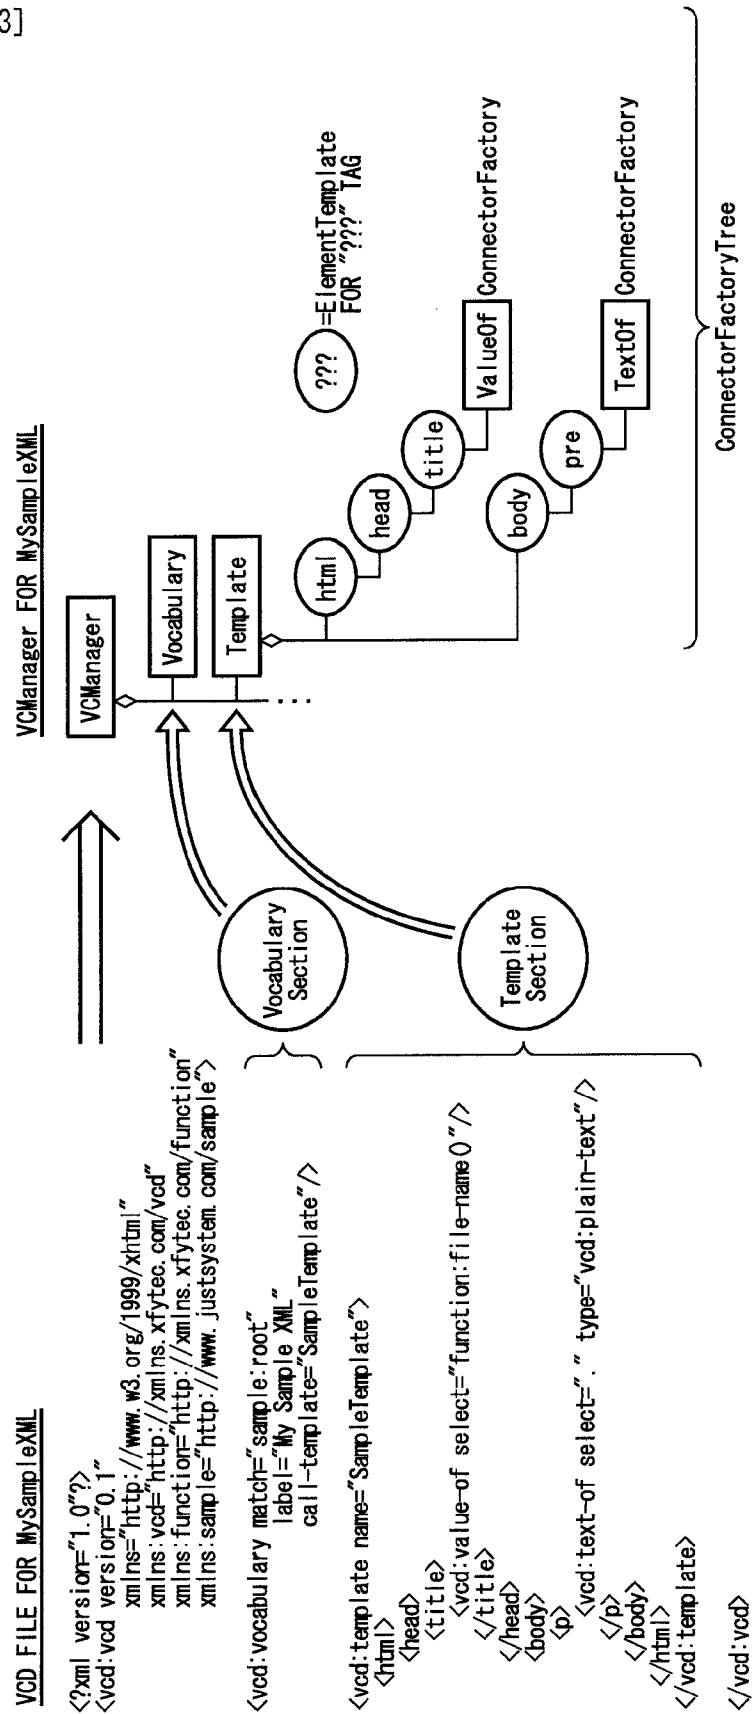 3]
VCD FILE FOR MySampleXML
<?xml version="1.0"?>
<vcd:vcd version="0.1"
xmlns="http://www.w3.org/1999/xhtml"
xmlns:vcd="http://xmlns.xfytec.com/vcd"
xmlns:function="http://xmlns.xfytec.com/function"
xmlns:sample="http://www.justsystem.com/sample">
<vcd:vocabulary match="sample:root"
label="My Sample XML"
call-template="SampleTemplate"/>
<vcd:template name="SampleTemplate">
<html>
<head>
<title>
<vcd:value-of select="function:file-name()"/>
</title>
</head>
<body>
<p>
<vcd:text-of select="." type="vcd:plain-text"/>
</p>
</body>
</html>
</vcd:template>
</vcd:vcd>
Vocabulary
Section
Template
Section
VCManager FOR MySampleXML
VCManager
Vocabulary
Template
...
html
head
title
ValueOf ConnectorFactory
body
pre
TextOf ConnectorFactory
??? =ElementTemplate
FOR "???" TAG
ConnectorFactoryTree